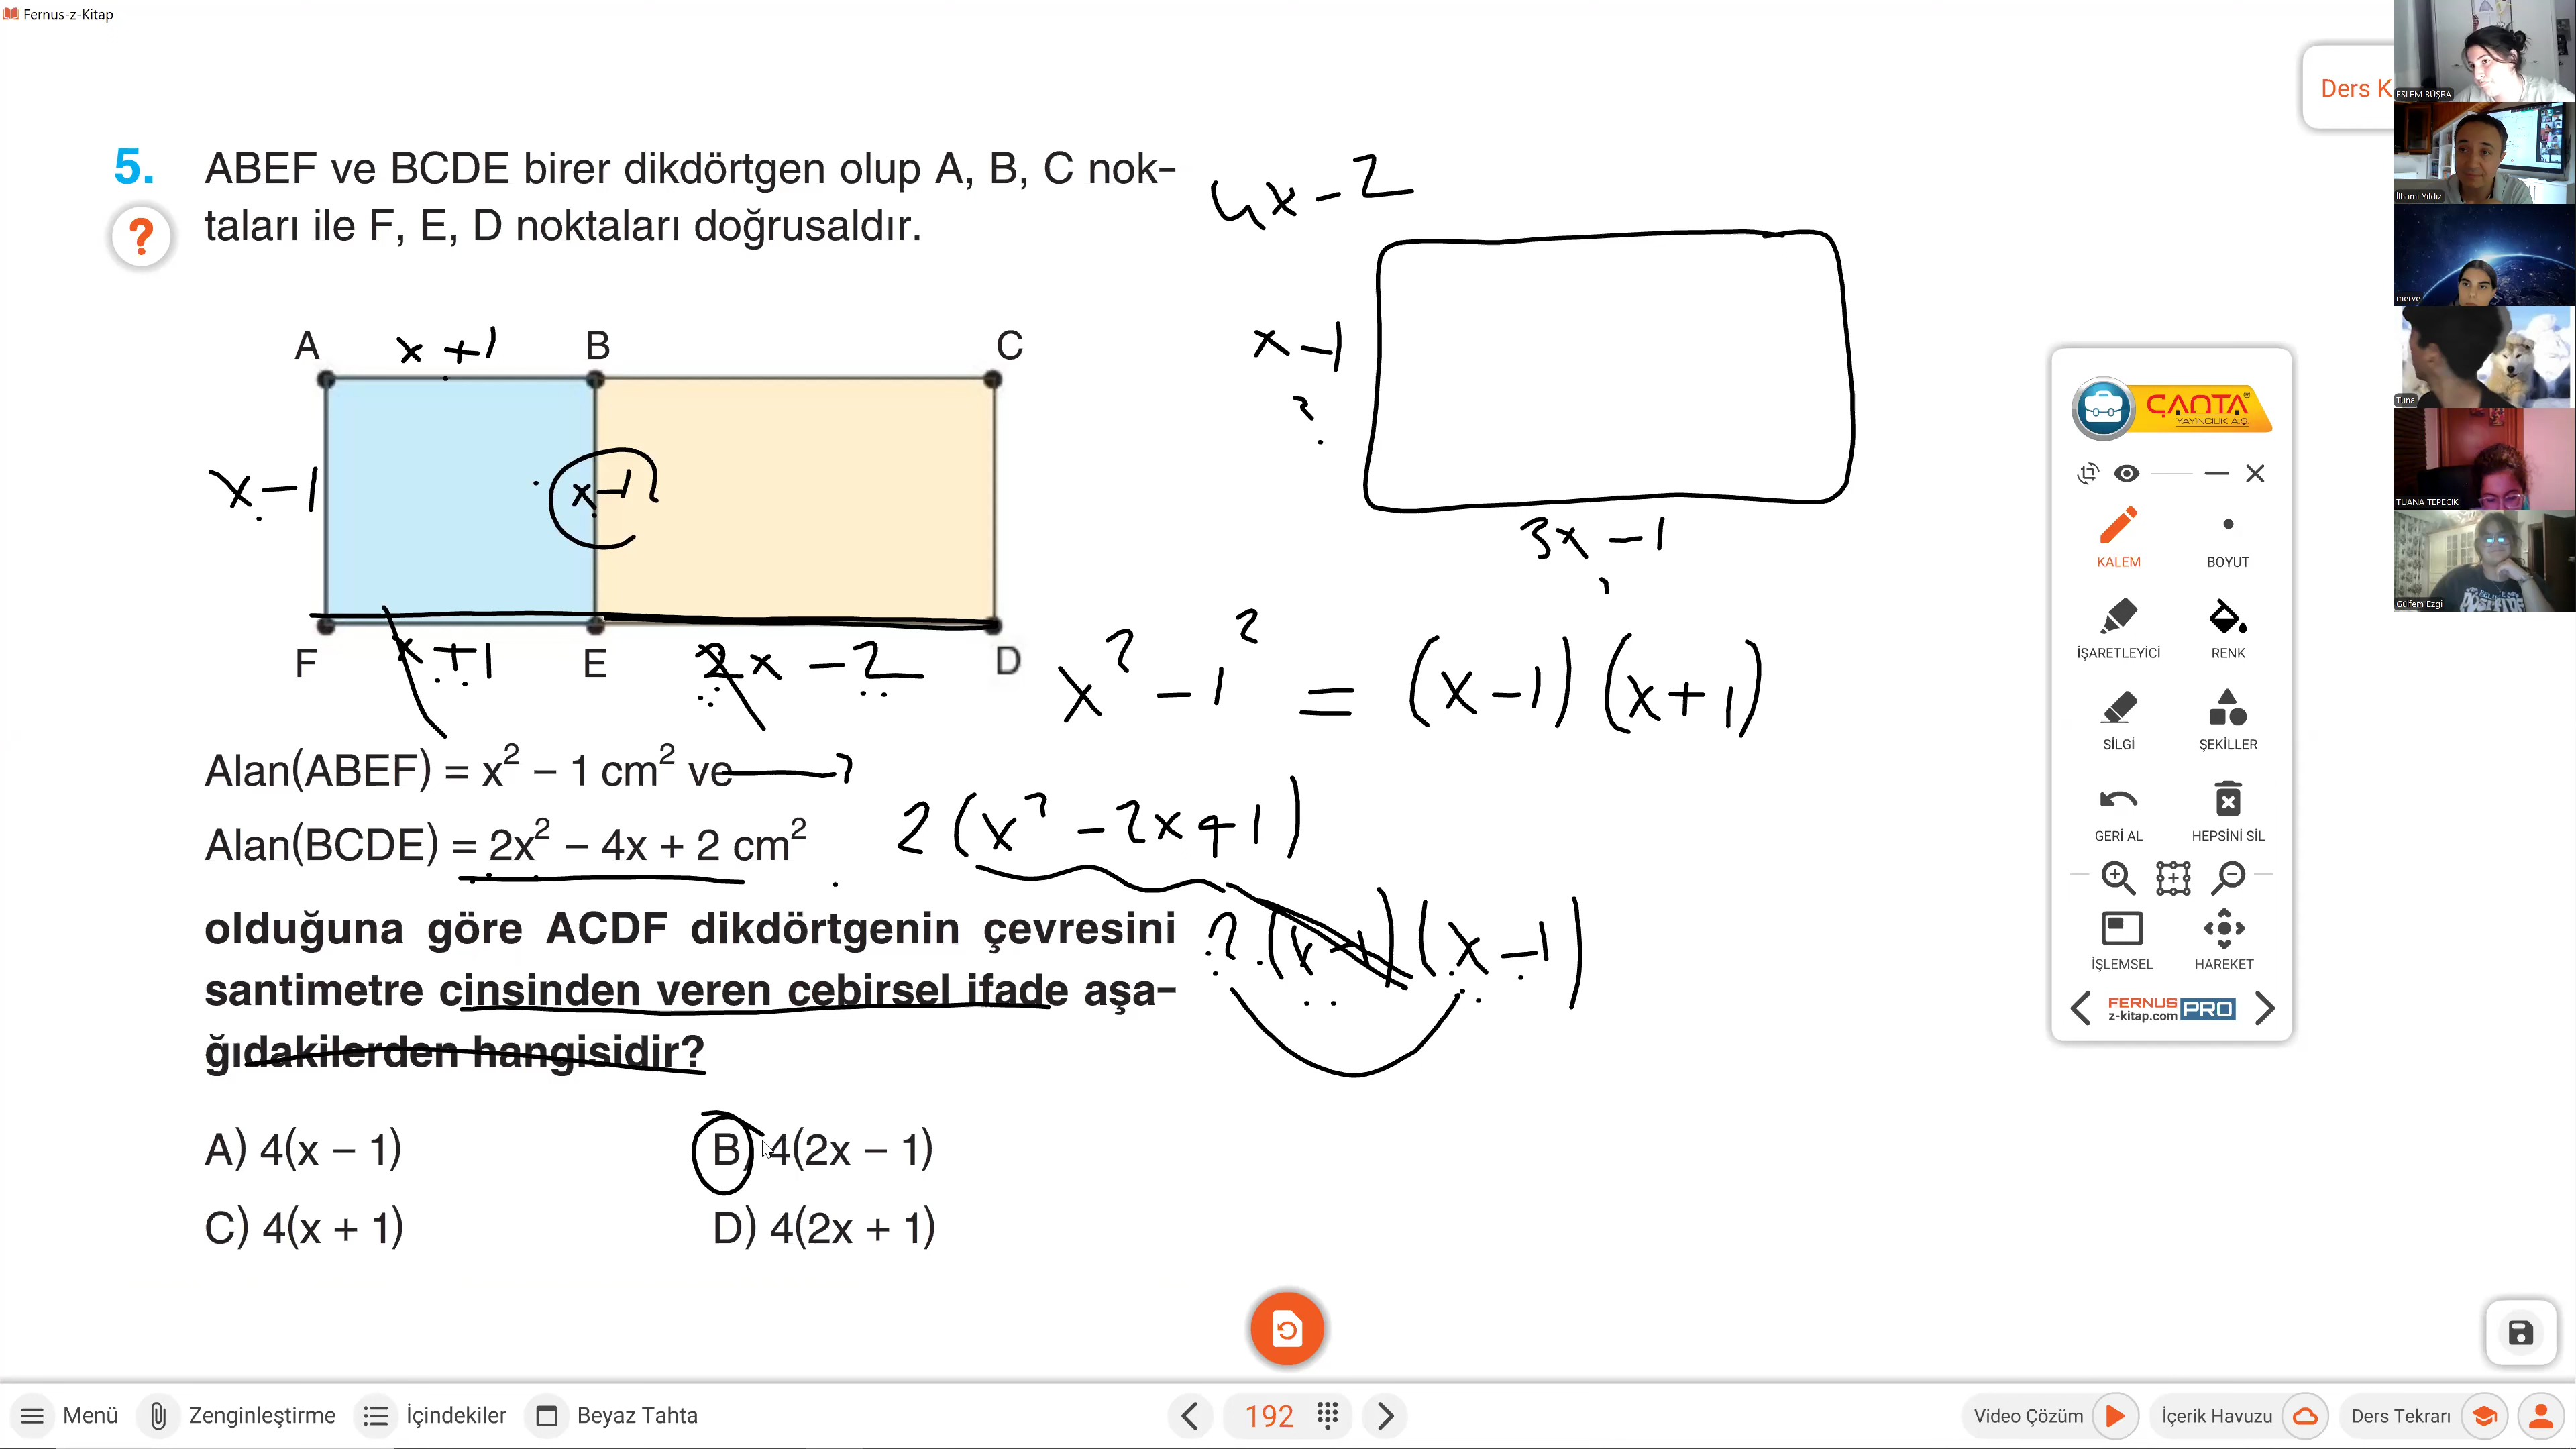 Fernus-z-Kitap
Ders K
ESLEM BÜŞRA
İlhami Yıldız
merve
Tuna
TUANA TEPECİK
Gülfem Ezgi
5. ABEF ve BCDE birer dikdörtgen olup A, B, C nok-
? taları ile F, E, D noktaları doğrusaldır.
4x-2
A x+1 B C
x-1
?
x-1
x-1
3x-1
F x+1 E 2x-2 D
x² - 1² = (x-1)(x+1)
Alan(ABEF) = x² – 1 cm² ve
Alan(BCDE) = 2x² – 4x + 2 cm²
2(x²-2x+1)
olduğuna göre ACDF dikdörtgenin çevresini
santimetre cinsinden veren cebirsel ifade aşa-
ğıdakilerden hangisidir?
(x-1)
A) 4(x – 1) B) 4(2x – 1)
C) 4(x + 1) D) 4(2x + 1)
ÇANTA
YAYINCILIK A.Ş.
KALEM BOYUT
İŞARETLEYİCİ RENK
SİLGİ ŞEKİLLER
GERİ AL HEPSİNİ SİL
İŞLEMSEL HAREKET
FERNUS PRO
z-kitap.com
Menü Zenginleştirme İçindekiler Beyaz Tahta 192 Video Çözüm İçerik Havuzu Ders Tekrarı